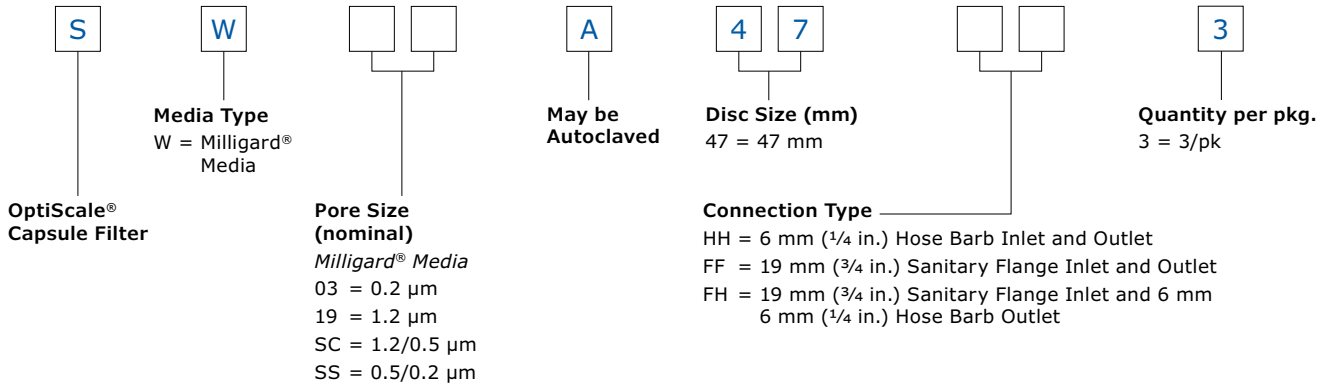 S W A 4 7 3
Media Type
W = Milligard®
Media
May be
Autoclaved
Disc Size (mm)
47 = 47 mm
Quantity per pkg.
3 = 3/pk
OptiScale®
Capsule Filter
Pore Size
(nominal)
Milligard® Media
03 = 0.2 µm
19 = 1.2 µm
SC = 1.2/0.5 µm
SS = 0.5/0.2 µm
Connection Type
HH = 6 mm (¼ in.) Hose Barb Inlet and Outlet
FF = 19 mm (¾ in.) Sanitary Flange Inlet and Outlet
FH = 19 mm (¾ in.) Sanitary Flange Inlet and 6 mm
6 mm (¼ in.) Hose Barb Outlet